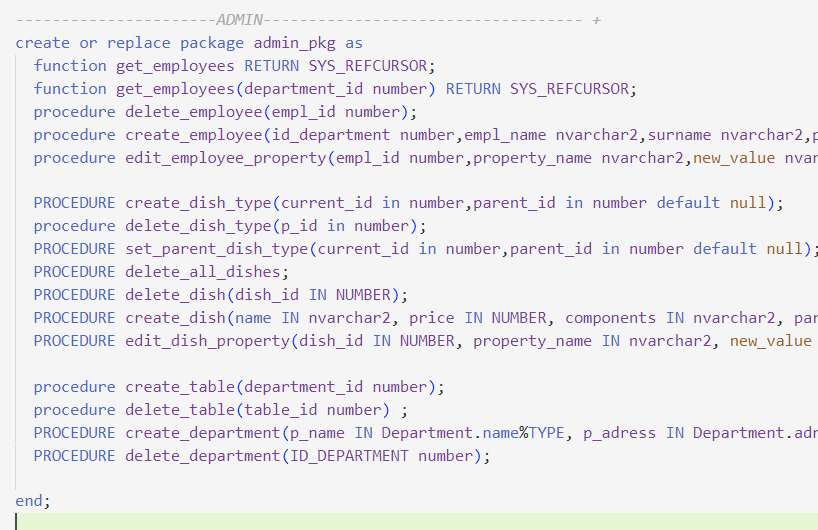 ----------------------ADMIN----------------------------------- +
create or replace package admin_pkg as
function get_employees RETURN SYS_REFCURSOR;
function get_employees(department_id number) RETURN SYS_REFCURSOR;
procedure delete_employee(empl_id number);
procedure create_employee(id_department number,empl_name nvarchar2,surname nvarchar2,p
procedure edit_employee_property(empl_id number,property_name nvarchar2,new_value nvar
PROCEDURE create_dish_type(current_id in number,parent_id in number default null);
procedure delete_dish_type(p_id in number);
PROCEDURE set_parent_dish_type(current_id in number,parent_id in number default null);
PROCEDURE delete_all_dishes;
PROCEDURE delete_dish(dish_id IN NUMBER);
PROCEDURE create_dish(name IN nvarchar2, price IN NUMBER, components IN nvarchar2, par
PROCEDURE edit_dish_property(dish_id IN NUMBER, property_name IN nvarchar2, new_value
procedure create_table(department_id number);
procedure delete_table(table_id number) ;
PROCEDURE create_department(p_name IN Department.name%TYPE, p_adress IN Department.adr
PROCEDURE delete_department(ID_DEPARTMENT number);
end;